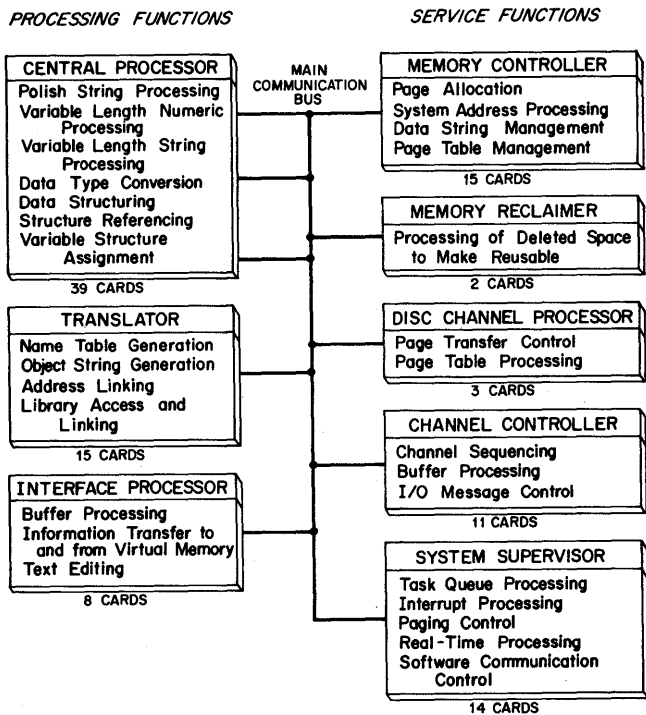 PROCESSING FUNCTIONS
CENTRAL PROCESSOR
Polish String Processing
Variable Length Numeric
Processing
Variable Length String
Processing
Data Type Conversion
Data Structuring
Structure Referencing
Variable Structure
Assignment
39 CARDS
TRANSLATOR
Name Table Generation
Object String Generation
Address Linking
Library Access and
Linking
15 CARDS
INTERFACE PROCESSOR
Buffer Processing
Information Transfer to
and from Virtual Memory
Text Editing
8 CARDS
MAIN
COMMUNICATION
BUS
SERVICE FUNCTIONS
MEMORY CONTROLLER
Page Allocation
System Address Processing
Data String Management
Page Table Management
15 CARDS
MEMORY RECLAIMER
Processing of Deleted Space
to Make Reusable
2 CARDS
DISC CHANNEL PROCESSOR
Page Transfer Control
Page Table Processing
3 CARDS
CHANNEL CONTROLLER
Channel Sequencing
Buffer Processing
I/O Message Control
11 CARDS
SYSTEM SUPERVISOR
Task Queue Processing
Interrupt Processing
Paging Control
Real-Time Processing
Software Communication
Control
14 CARDS